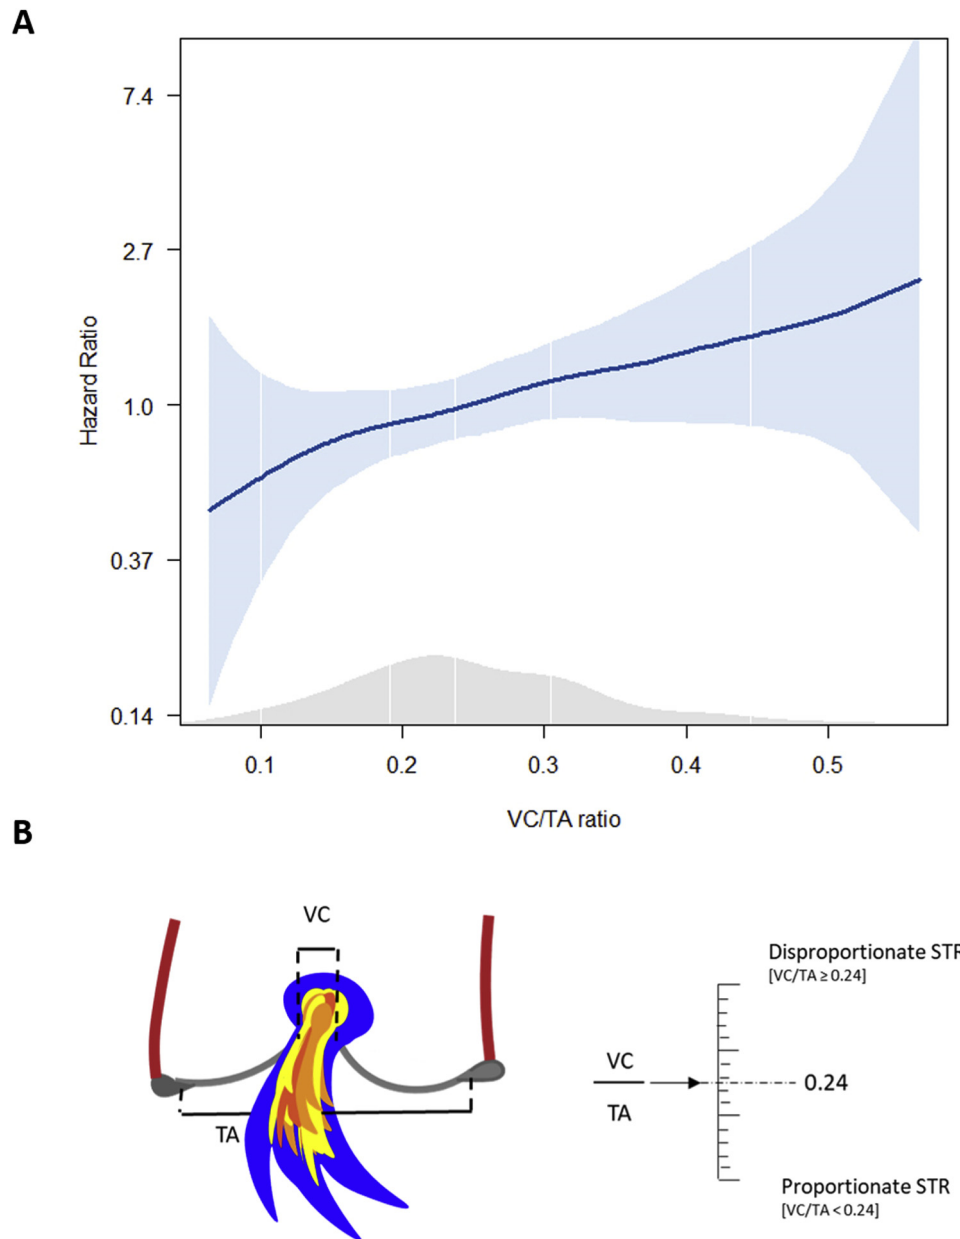 A
7.4
2.7
1.0
0.37
0.14
Hazard Ratio
0.1 0.2 0.3 0.4 0.5
VC/TA ratio
B
VC
TA
VC
TA
0.24
Disproportionate STR
[VC/TA ≥ 0.24]
Proportionate STR
[VC/TA < 0.24]